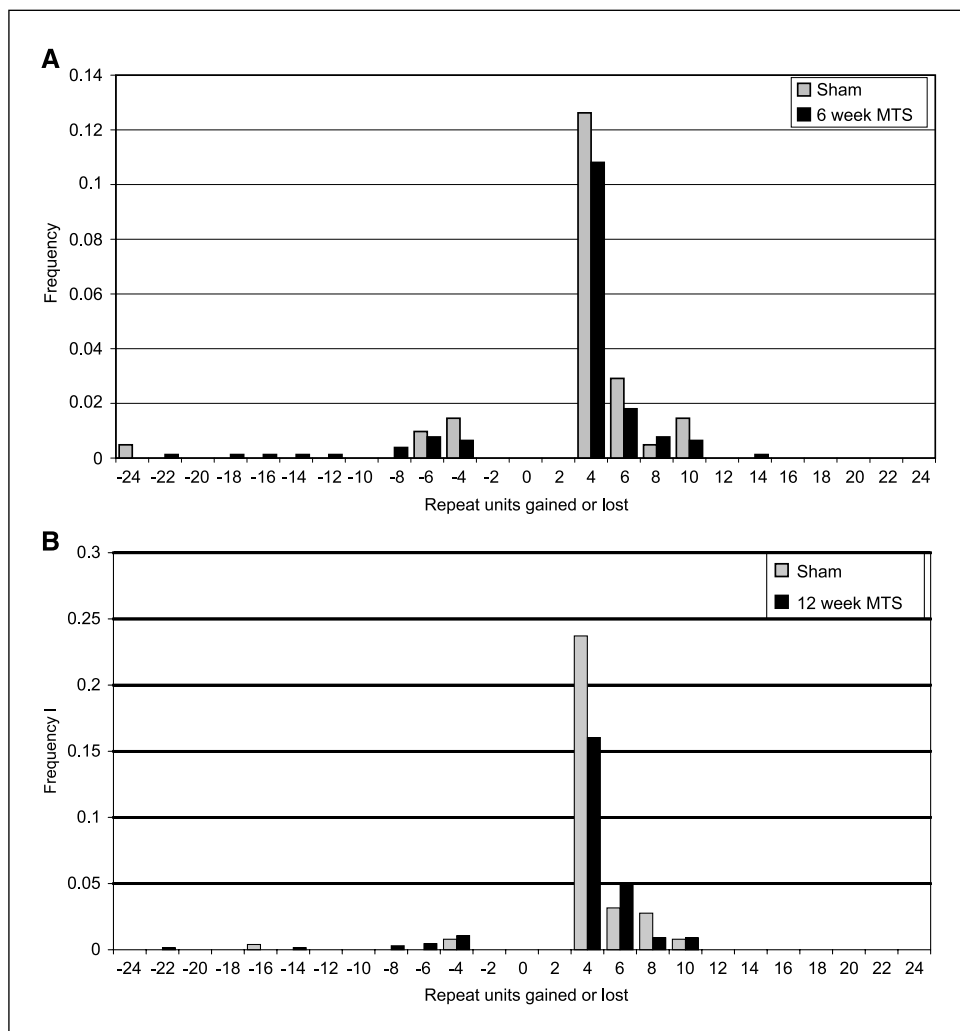 A
0.14
0.12
0.1
0.08
0.06
0.04
0.02
0
Frequency
Sham
6 week MTS
-24 -22 -20 -18 -16 -14 -12 -10 -8 -6 -4 -2 0 2 4 6 8 10 12 14 16 18 20 22 24
Repeat units gained or lost
B
0.3
0.25
0.2
0.15
0.1
0.05
0
Frequency l
Sham
12 week MTS
-24 -22 -20 -18 -16 -14 -12 -10 -8 -6 -4 -2 0 2 4 6 8 10 12 14 16 18 20 22 24
Repeat units gained or lost